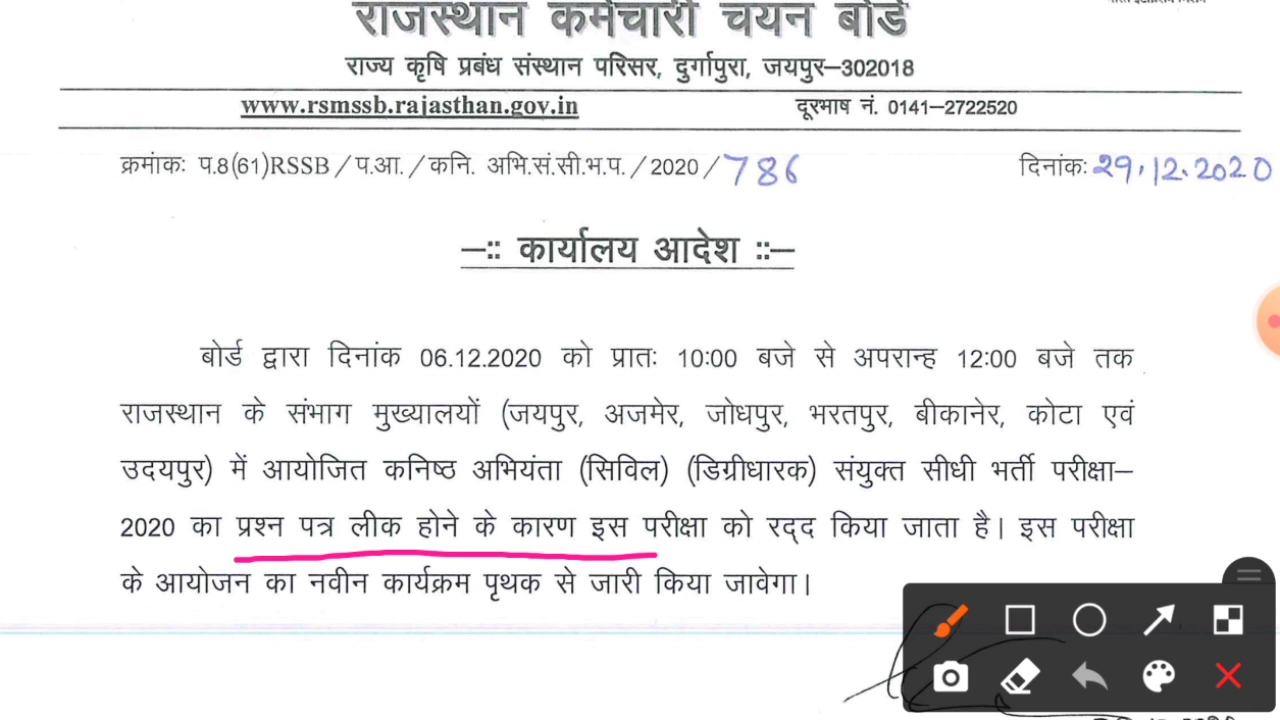 राजस्थान कर्मचारी चयन बोर्ड
राज्य कृषि प्रबंध संस्थान परिसर, दुर्गापुरा, जयपुर–302018
www.rsmssb.rajasthan.gov.in दूरभाष नं. 0141–2722520
क्रमांकः प.8(61)RSSB / प.आ. / कनि. अभि.सं.सी.भ.प. / 2020 / 786 दिनांकः 29.12.2020
–:: कार्यालय आदेश ::–
बोर्ड द्वारा दिनांक 06.12.2020 को प्रातः 10:00 बजे से अपरान्ह 12:00 बजे तक
राजस्थान के संभाग मुख्यालयों (जयपुर, अजमेर, जोधपुर, भरतपुर, बीकानेर, कोटा एवं
उदयपुर) में आयोजित कनिष्ठ अभियंता (सिविल) (डिग्रीधारक) संयुक्त सीधी भर्ती परीक्षा–
2020 का प्रश्न पत्र लीक होने के कारण इस परीक्षा को रद्द किया जाता है। इस परीक्षा
के आयोजन का नवीन कार्यक्रम पृथक से जारी किया जावेगा।